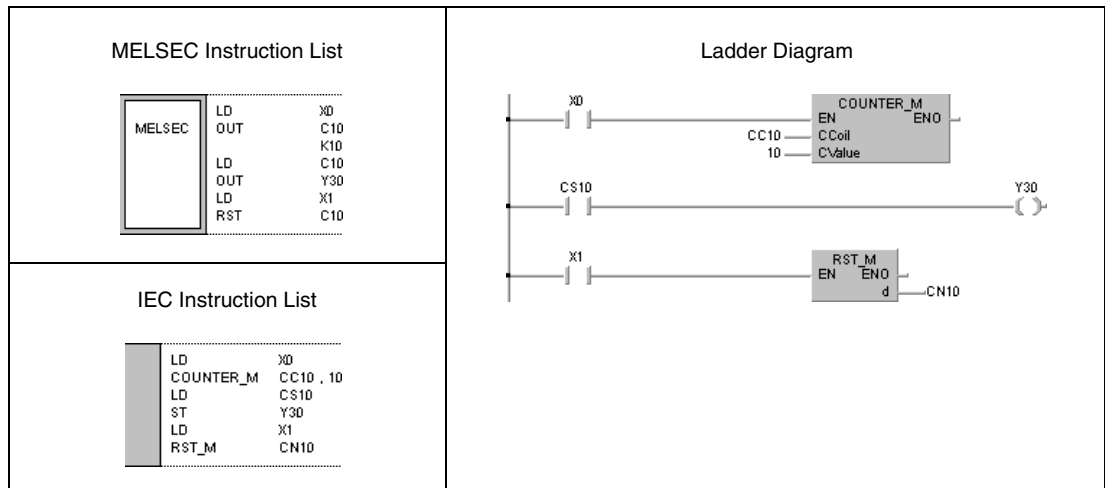 MELSEC Instruction List
MELSEC
LD X0
OUT C10
K10
LD C10
OUT Y30
LD X1
RST C10
IEC Instruction List
LD X0
COUNTER_M CC10 , 10
LD CS10
ST Y30
LD X1
RST_M CN10
Ladder Diagram
X0
COUNTER_M
EN ENO
CC10 CCoil
10 CValue
CS10 Y30
X1
RST_M
EN ENO
d CN10